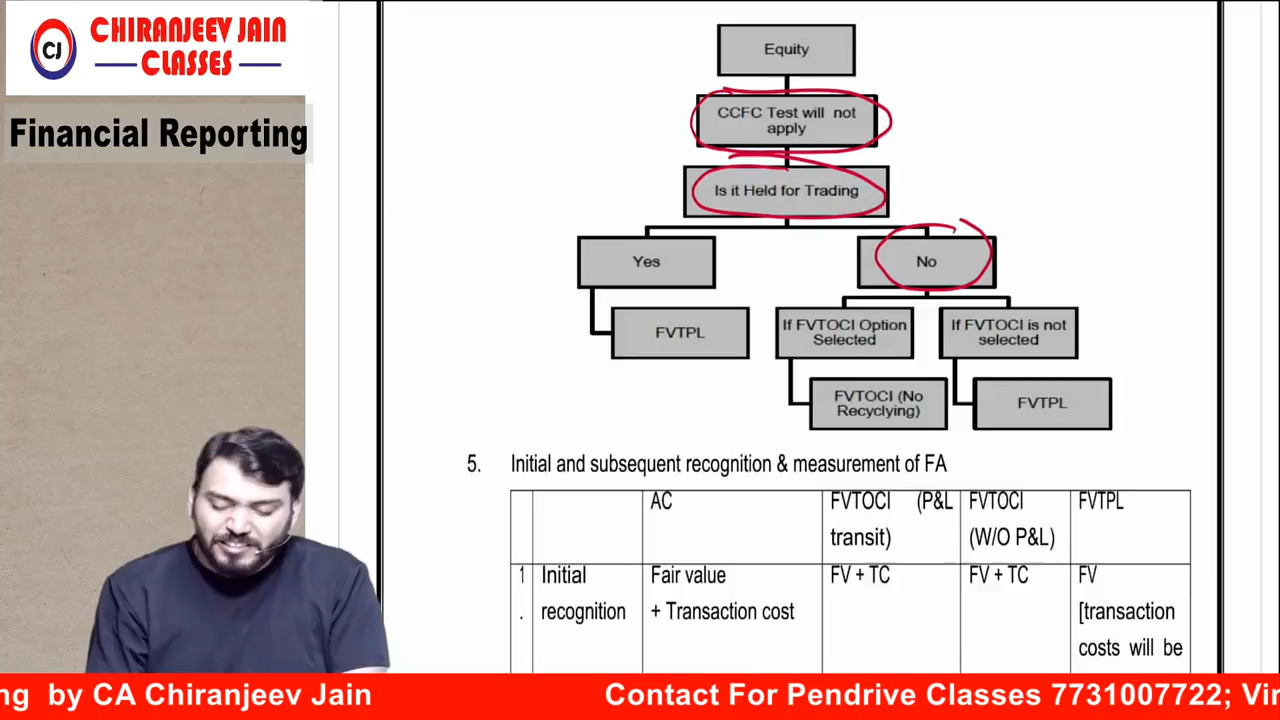 CHIRANJEEV JAIN
CLASSES
CJ
Financial Reporting
Equity
CCFC Test will not
apply
Is it Held for Trading
Yes
No
FVTPL
If FVTOCI Option
Selected
If FVTOCI is not
selected
FVTOCI (No
Recyclying)
FVTPL
5. Initial and subsequent recognition & measurement of FA
AC FVTOCI (P&L FVTOCI FVTPL
transit) (W/O P&L)
1 Initial Fair value FV + TC FV + TC FV
. recognition + Transaction cost [transaction
costs will be
ng by CA Chiranjeev Jain Contact For Pendrive Classes 7731007722; Vir